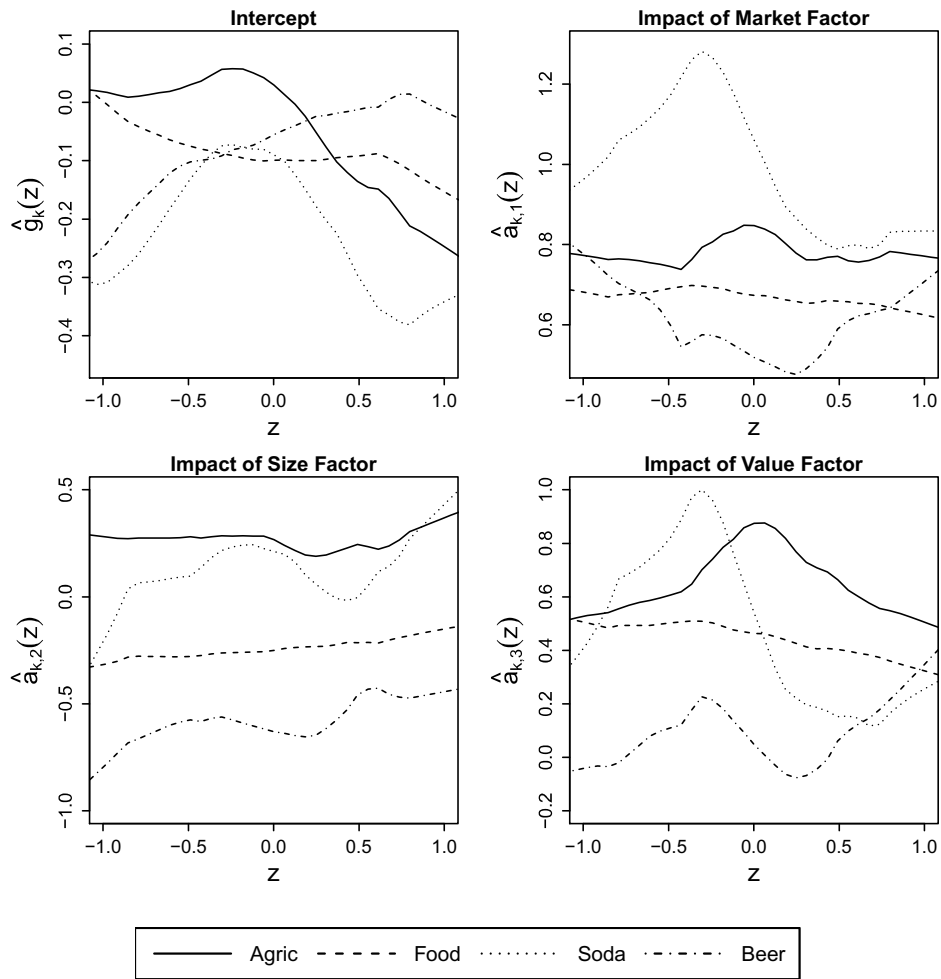 Intercept
0.1
0.0
−0.1
−0.2
−0.3
−0.4
ĝk(z)
−1.0 −0.5 0.0 0.5 1.0
z
Impact of Market Factor
1.2
1.0
0.8
0.6
âk,1(z)
−1.0 −0.5 0.0 0.5 1.0
z
Impact of Size Factor
0.5
0.0
−0.5
−1.0
âk,2(z)
−1.0 −0.5 0.0 0.5 1.0
z
Impact of Value Factor
1.0
0.8
0.6
0.4
0.2
0.0
−0.2
âk,3(z)
−1.0 −0.5 0.0 0.5 1.0
z
Agric Food Soda Beer